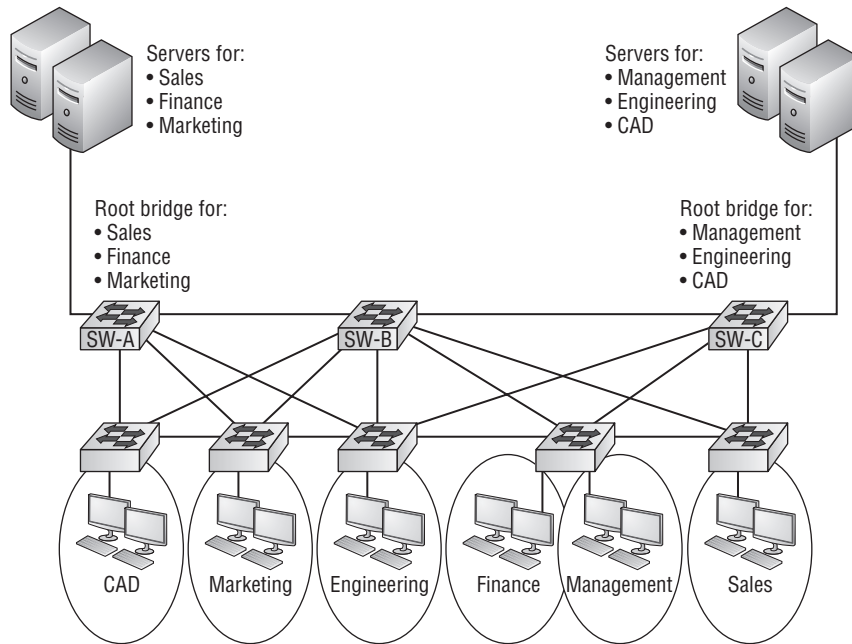 Servers for:
• Sales
• Finance
• Marketing
Servers for:
• Management
• Engineering
• CAD
Root bridge for:
• Sales
• Finance
• Marketing
Root bridge for:
• Management
• Engineering
• CAD
SW-A
SW-B
SW-C
CAD
Marketing
Engineering
Finance
Management
Sales